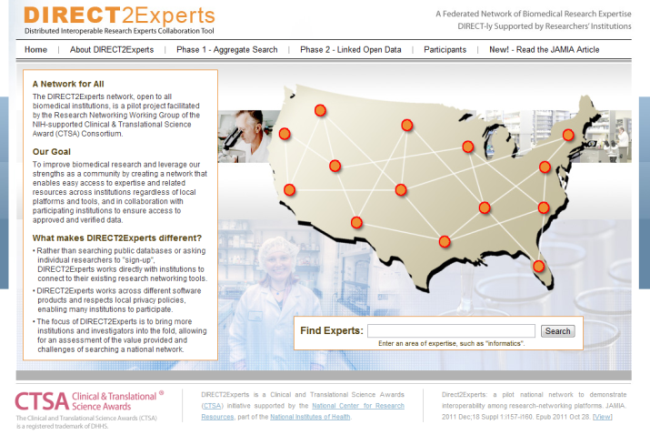 DIRECT2Experts
Distributed Interoperable Research Experts Collaboration Tool
A Federated Network of Biomedical Research Expertise
DIRECT-ly Supported by Researchers' Institutions
Home | About DIRECT2Experts | Phase 1 - Aggregate Search | Phase 2 - Linked Open Data | Participants | New! - Read the JAMIA Article
A Network for All
The DIRECT2Experts network, open to all
biomedical institutions, is a pilot project facilitated
by the Research Networking Working Group of the
NIH-supported Clinical & Translational Science
Award (CTSA) Consortium.
Our Goal
To improve biomedical research and leverage our
strengths as a community by creating a network that
enables easy access to expertise and related
resources across institutions regardless of local
platforms and tools, and in collaboration with
participating institutions to ensure access to
approved and verified data.
What makes DIRECT2Experts different?
• Rather than searching public databases or asking
individual researchers to "sign-up",
DIRECT2Experts works directly with institutions to
connect to their existing research networking tools.
• DIRECT2Experts works across different software
products and respects local privacy policies,
enabling many institutions to participate.
• The focus of DIRECT2Experts is to bring more
institutions and investigators into the fold, allowing
for an assessment of the value provided and
challenges of searching a national network.
Find Experts: Search
Enter an area of expertise, such as "informatics".
CTSA Clinical & Translational ®
Science Awards
The Clinical and Translational Science Awards (CTSA)
is a registered trademark of DHHS.
DIRECT2Experts is a Clinical and Translational Science Awards
(CTSA) initiative supported by the National Center for Research
Resources, part of the National Institutes of Health.
Direct2Experts: a pilot national network to demonstrate
interoperability among research-networking platforms. JAMIA.
2011 Dec;18 Suppl 1:i157-i160. Epub 2011 Oct 28. [View]